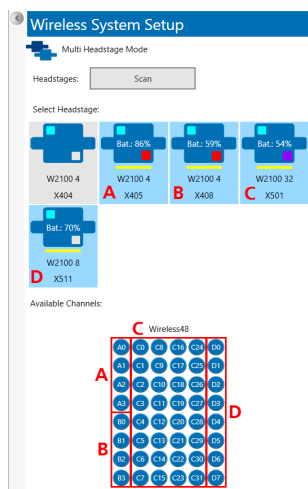 Wireless System Setup
Multi Headstage Mode
Headstages: Scan
Select Headstage:
Bat.: 86% Bat.: 59% Bat.: 54%
W2100 4 W2100 4 W2100 32 W2100 32
X404 A X405 B X408 C X501
Bat.: 70%
W2100 8
D X511
Available Channels:
C Wireless48
A0 C0 C8 C16 C24 D0
A1 C1 C9 C17 C25 D1
A A2 C2 C10 C18 C26 D2
A3 C3 C11 C19 C27 D3 D
B0 C4 C12 C20 C28 D4
B B1 C5 C13 C21 C29 D5
B2 C6 C14 C22 C30 D6
B3 C7 C15 C23 C31 D7